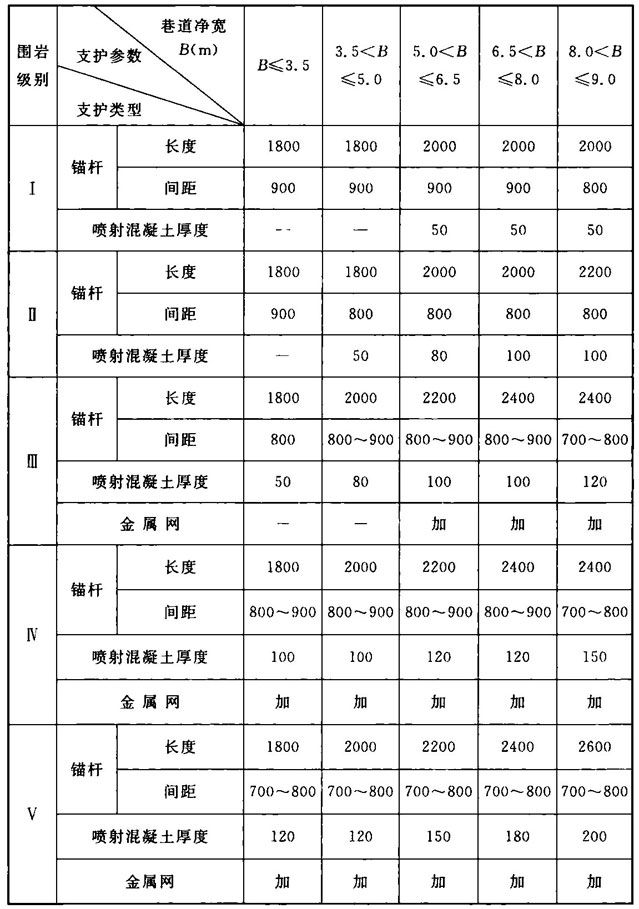 围岩级别 支护参数 支护类型 巷道净宽B(m) B≤3.5 3.5<B≤5.0 5.0<B≤6.5 6.5<B≤8.0 8.0<B≤9.0
Ⅰ 锚杆 长度 1800 1800 2000 2000 2000
间距 900 900 900 900 800
喷射混凝土厚度 — — 50 50 50
Ⅱ 锚杆 长度 1800 1800 2000 2000 2200
间距 900 800 800 800 800
喷射混凝土厚度 — 50 80 100 100
Ⅲ 锚杆 长度 1800 2000 2200 2400 2400
间距 800 800~900 800~900 800~900 700~800
喷射混凝土厚度 50 80 100 100 120
金属网 — — 加 加 加
Ⅳ 锚杆 长度 1800 2000 2200 2400 2400
间距 800~900 800~900 800~900 800~900 700~800
喷射混凝土厚度 100 100 120 120 150
金属网 加 加 加 加 加
Ⅴ 锚杆 长度 1800 2000 2200 2400 2600
间距 700~800 700~800 700~800 700~800 700~800
喷射混凝土厚度 120 120 150 180 200
金属网 加 加 加 加 加